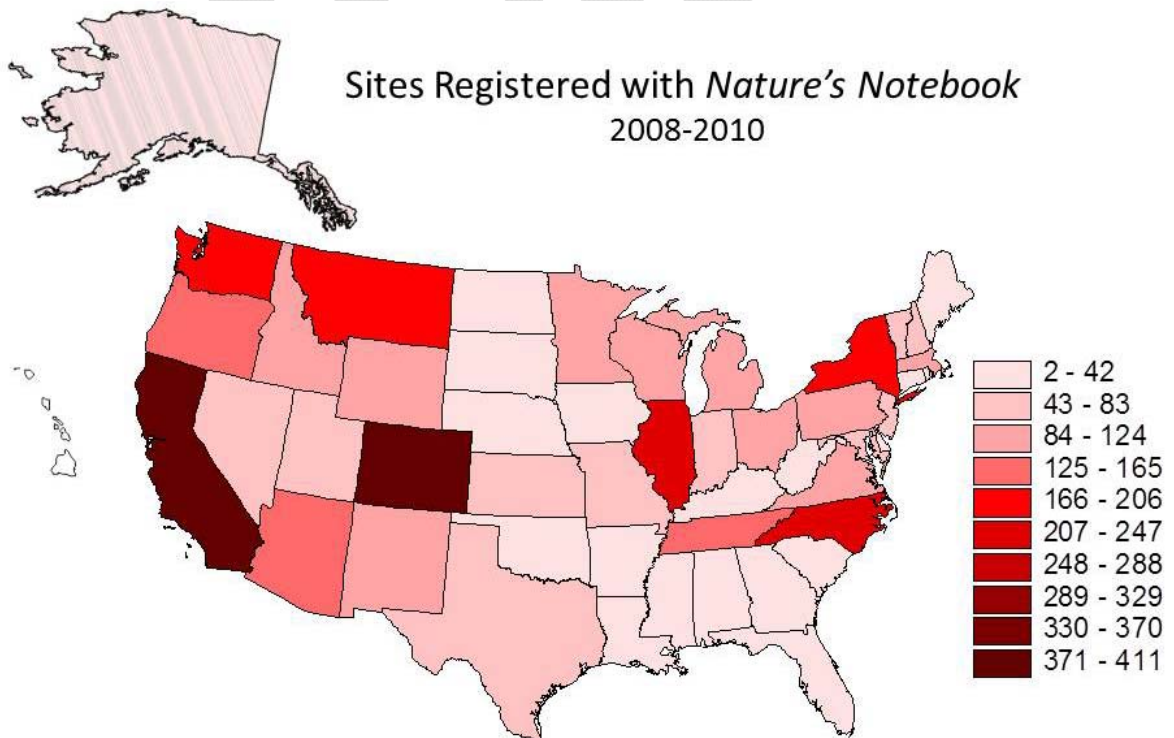 Sites Registered with Nature's Notebook
2008-2010
2 - 42
43 - 83
84 - 124
125 - 165
166 - 206
207 - 247
248 - 288
289 - 329
330 - 370
371 - 411